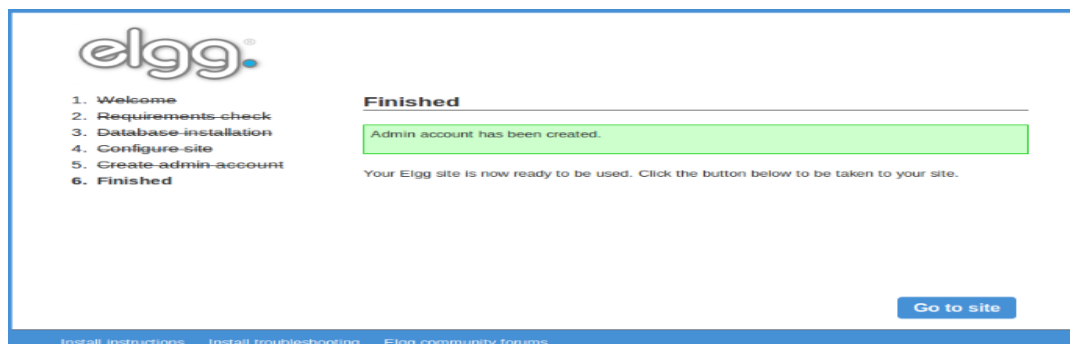 elgg.®
1. Welcome
2. Requirements check
3. Database installation
4. Configure site
5. Create admin account
6. Finished
Finished
Admin account has been created.
Your Elgg site is now ready to be used. Click the button below to be taken to your site.
Go to site
Install instructions Install troubleshooting Elgg community forums